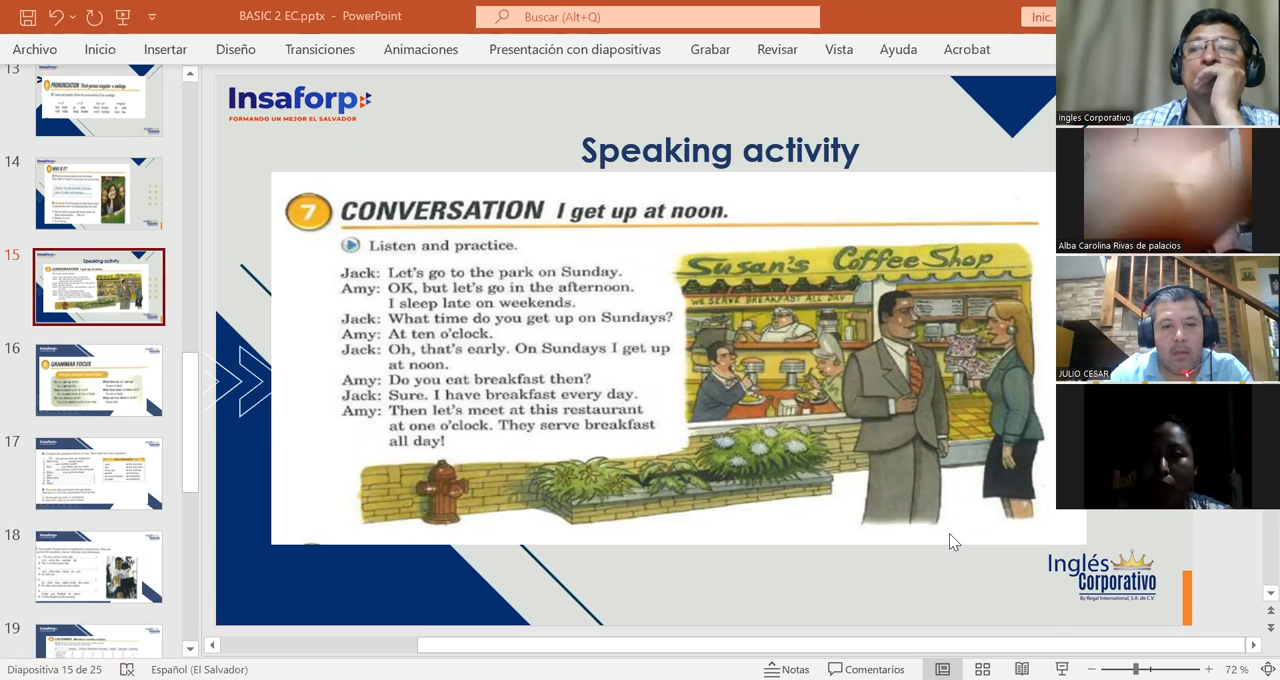 BASIC 2 EC.pptx - PowerPoint
Buscar (Alt+Q)
Inic.
Archivo Inicio Insertar Diseño Transiciones Animaciones Presentación con diapositivas Grabar Revisar Vista Ayuda Acrobat
13
14
15
16
17
18
19
Insaforp
FORMANDO UN MEJOR EL SALVADOR
Speaking activity
7 CONVERSATION I get up at noon.
Listen and practice.
Jack: Let's go to the park on Sunday.
Amy: OK, but let's go in the afternoon.
I sleep late on weekends.
Jack: What time do you get up on Sundays?
Amy: At ten o'clock.
Jack: Oh, that's early. On Sundays I get up
at noon.
Amy: Do you eat breakfast then?
Jack: Sure. I have breakfast every day.
Amy: Then let's meet at this restaurant
at one o'clock. They serve breakfast
all day!
Susan's Coffee Shop
WE SERVE BREAKFAST ALL DAY
Inglés
Corporativo
By Regal International, S.A. de C.V.
Ingles Corporativo
Alba Carolina Rivas de palacios
JULIO CESAR
Diapositiva 15 de 25
Español (El Salvador)
Notas
Comentarios
72 %